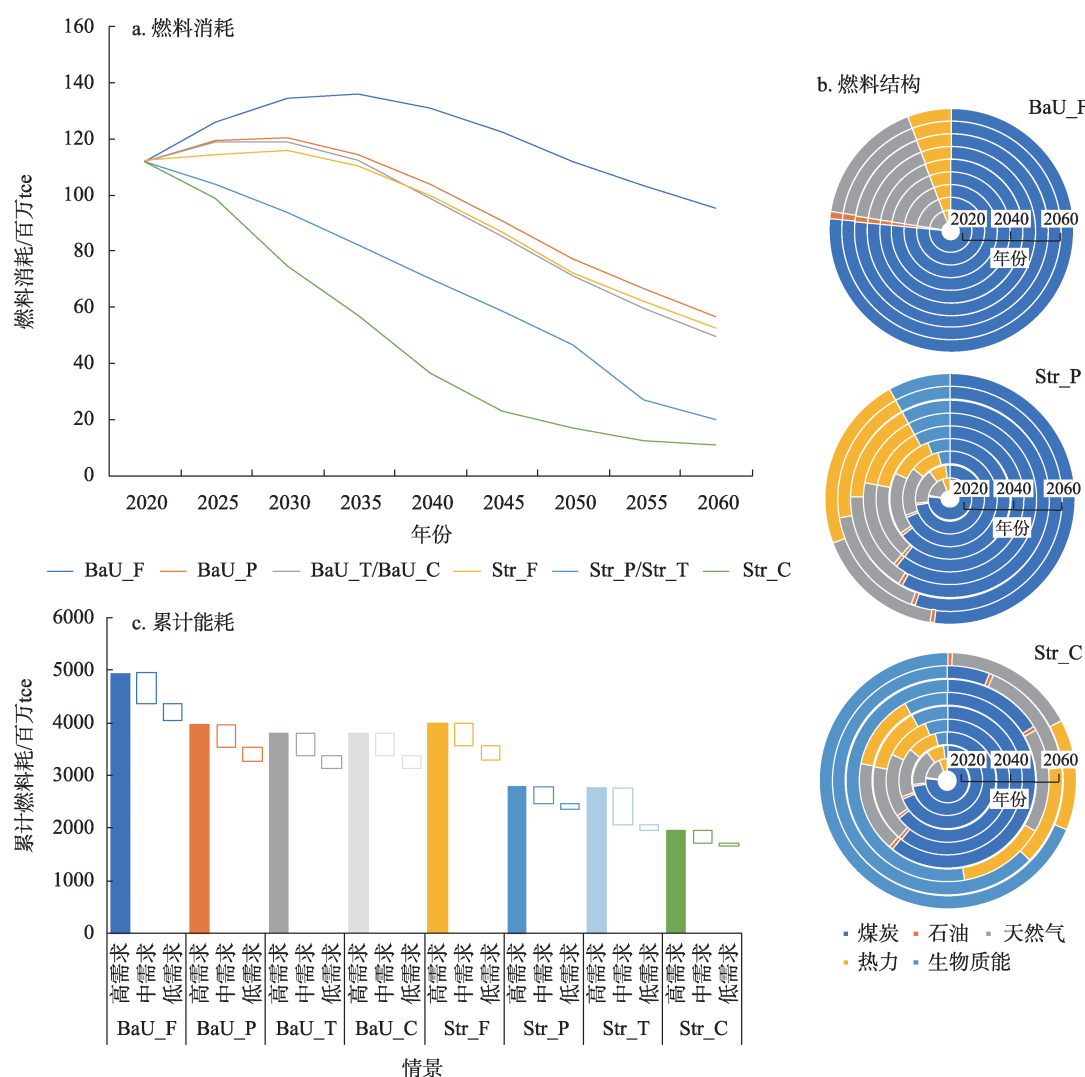 a. 燃料消耗
160
140
120
100
80
60
40
20
0
燃料消耗/百万tce
2020 2025 2030 2035 2040 2045 2050 2055 2060
年份
BaU_F BaU_P BaU_T/BaU_C Str_F Str_P/Str_T Str_C
b. 燃料结构
BaU_F
2020 2040 2060
年份
Str_P
2020 2040 2060
年份
Str_C
2020 2040 2060
年份
煤炭 石油 天然气
热力 生物质能
c. 累计能耗
6000
5000
4000
3000
2000
1000
0
累计燃料耗/百万tce
高需求 中需求 低需求 高需求 中需求 低需求 高需求 中需求 低需求 高需求 中需求 低需求 高需求 中需求 低需求 高需求 中需求 低需求 高需求 中需求 低需求 高需求 中需求 低需求
BaU_F BaU_P BaU_T BaU_C Str_F Str_P Str_T Str_C
情景